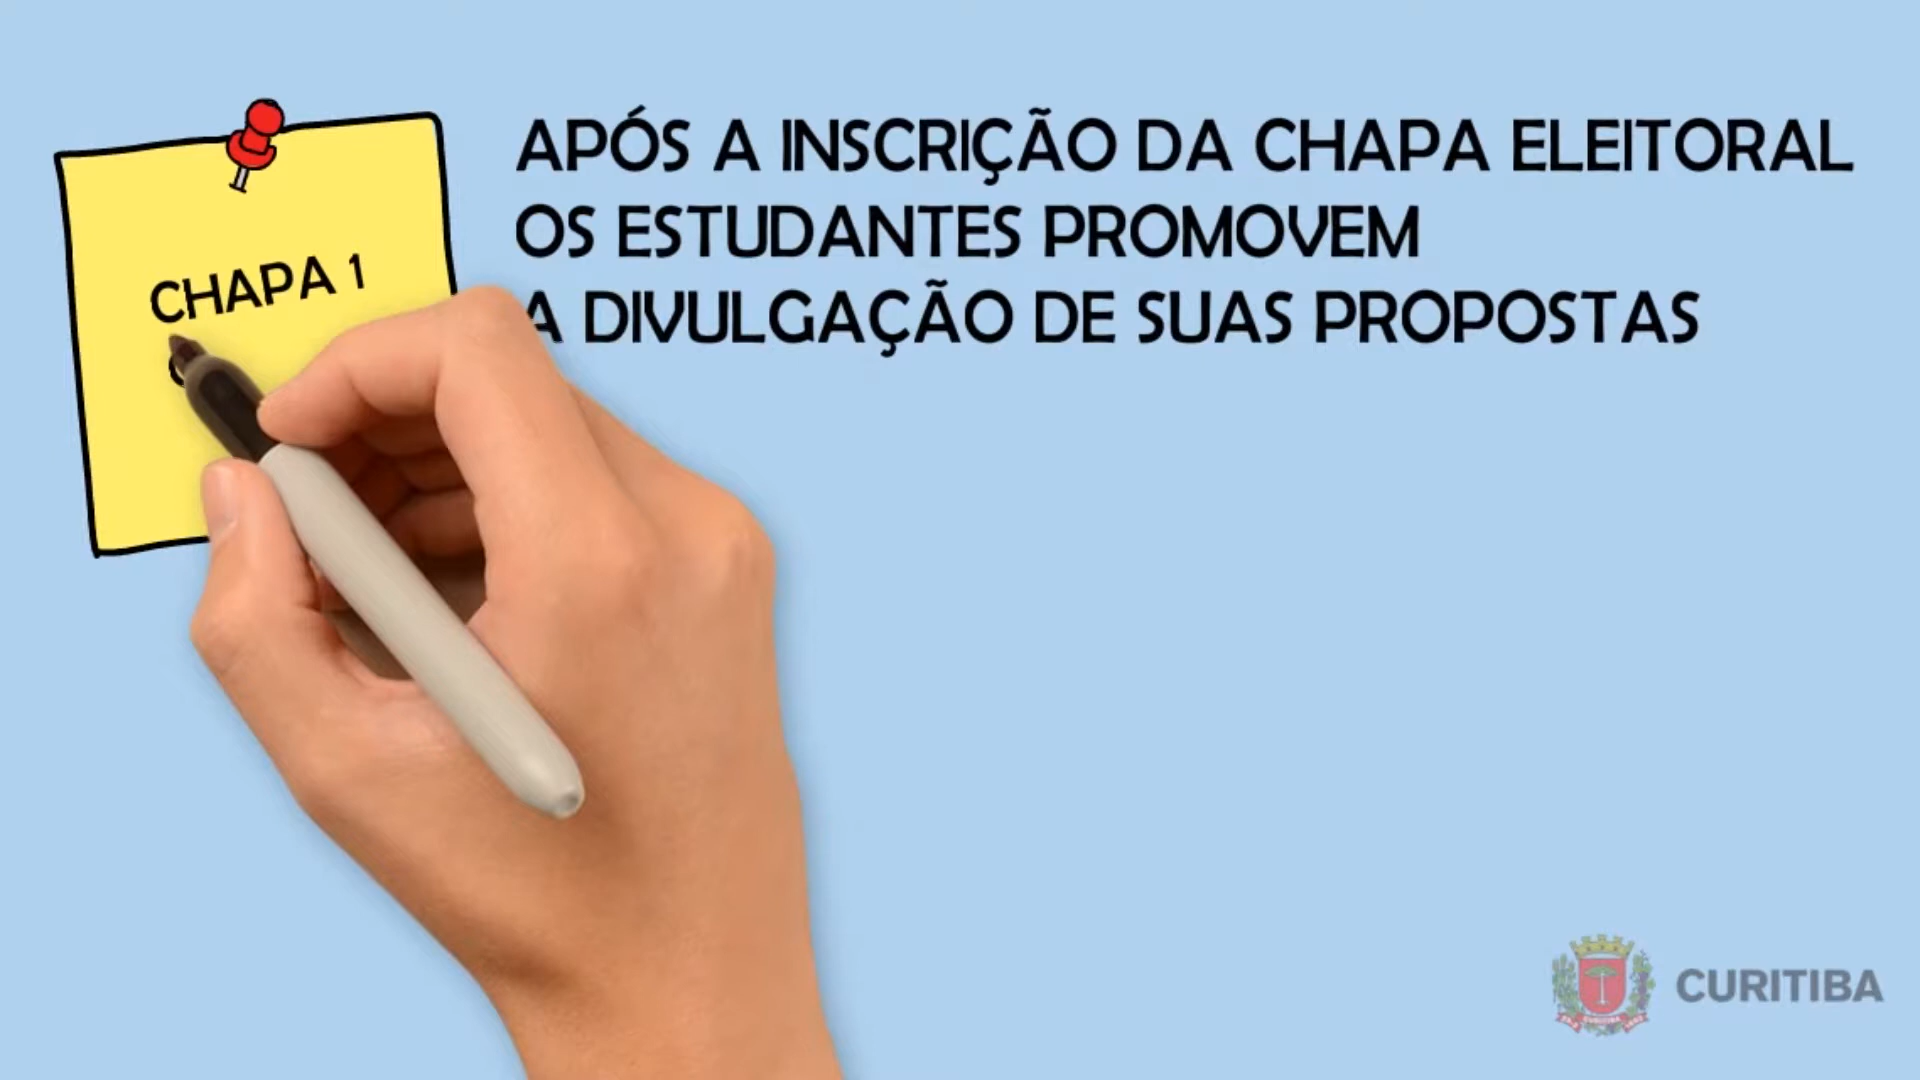 CHAPA 1
APÓS A INSCRIÇÃO DA CHAPA ELEITORAL
OS ESTUDANTES PROMOVEM
A DIVULGAÇÃO DE SUAS PROPOSTAS
CURITIBA